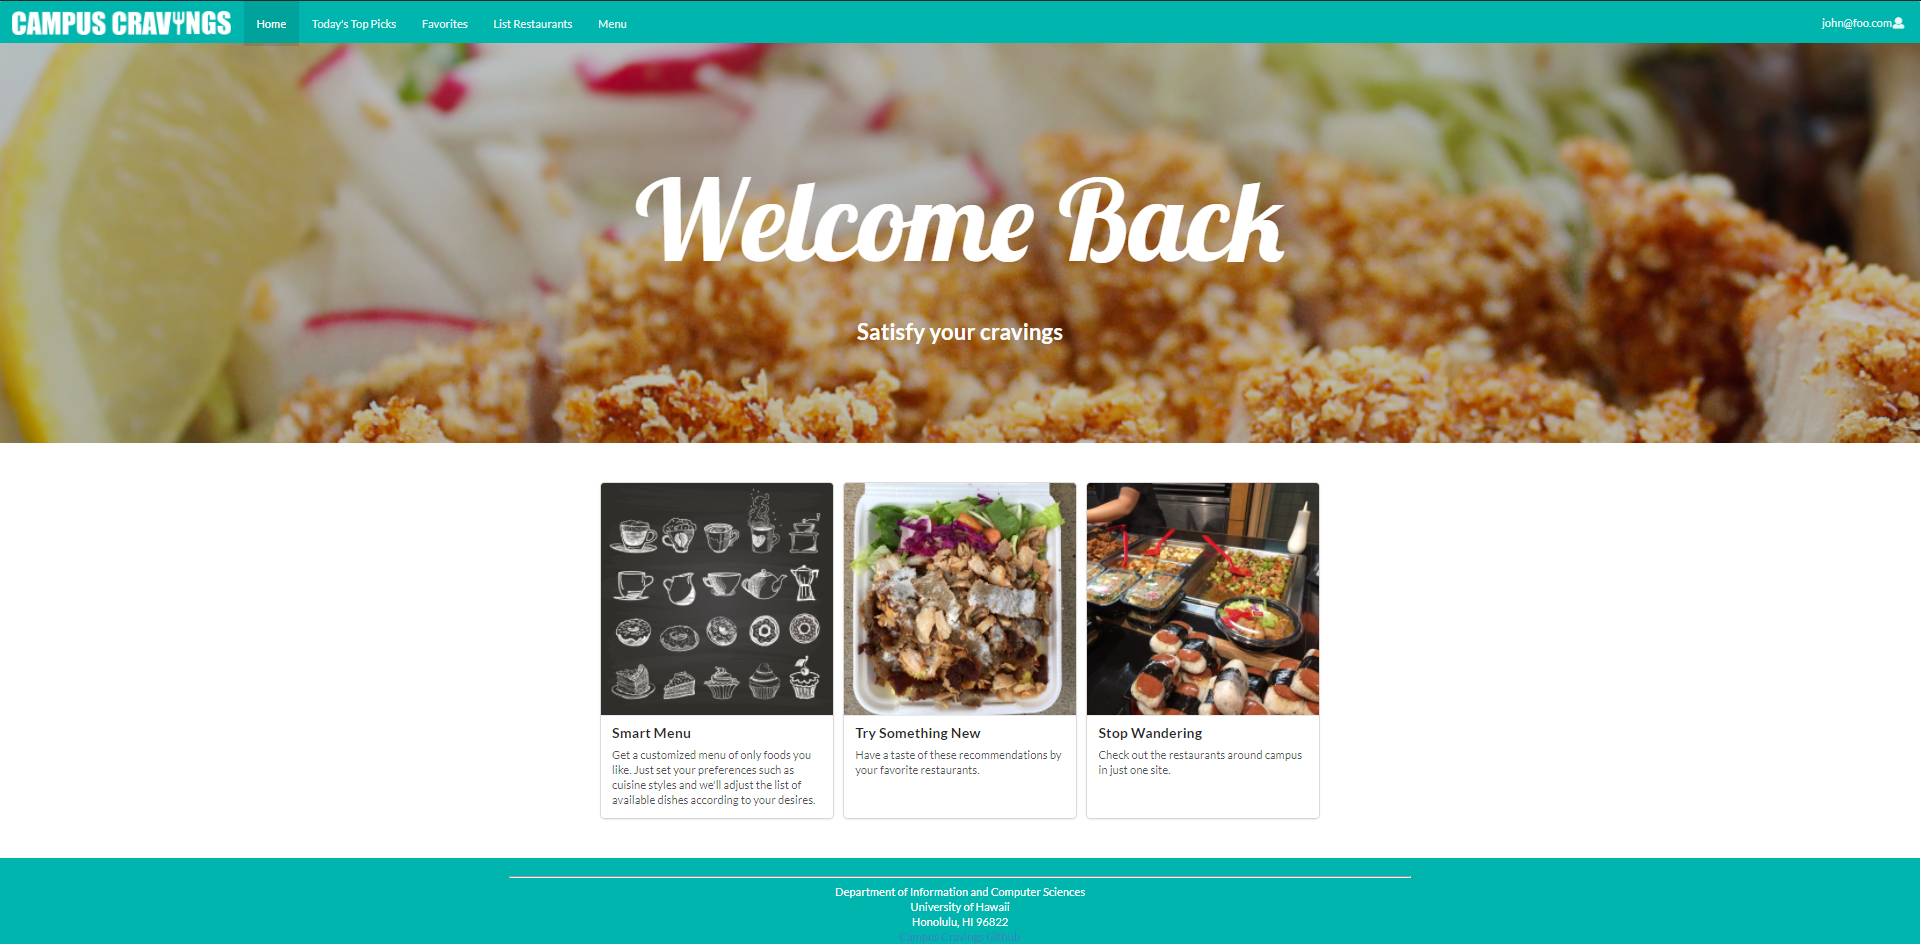 CAMPUS CRAVINGS
Home
Today's Top Picks
Favorites
List Restaurants
Menu
john@foo.com
Welcome Back
Satisfy your cravings
Smart Menu
Get a customized menu of only foods you
like. Just set your preferences such as
cuisine styles and we'll adjust the list of
available dishes according to your desires.
Try Something New
Have a taste of these recommendations by
your favorite restaurants.
Stop Wandering
Check out the restaurants around campus
in just one site.
Department of Information and Computer Sciences
University of Hawaii
Honolulu, HI 96822
Campus Cravings Github